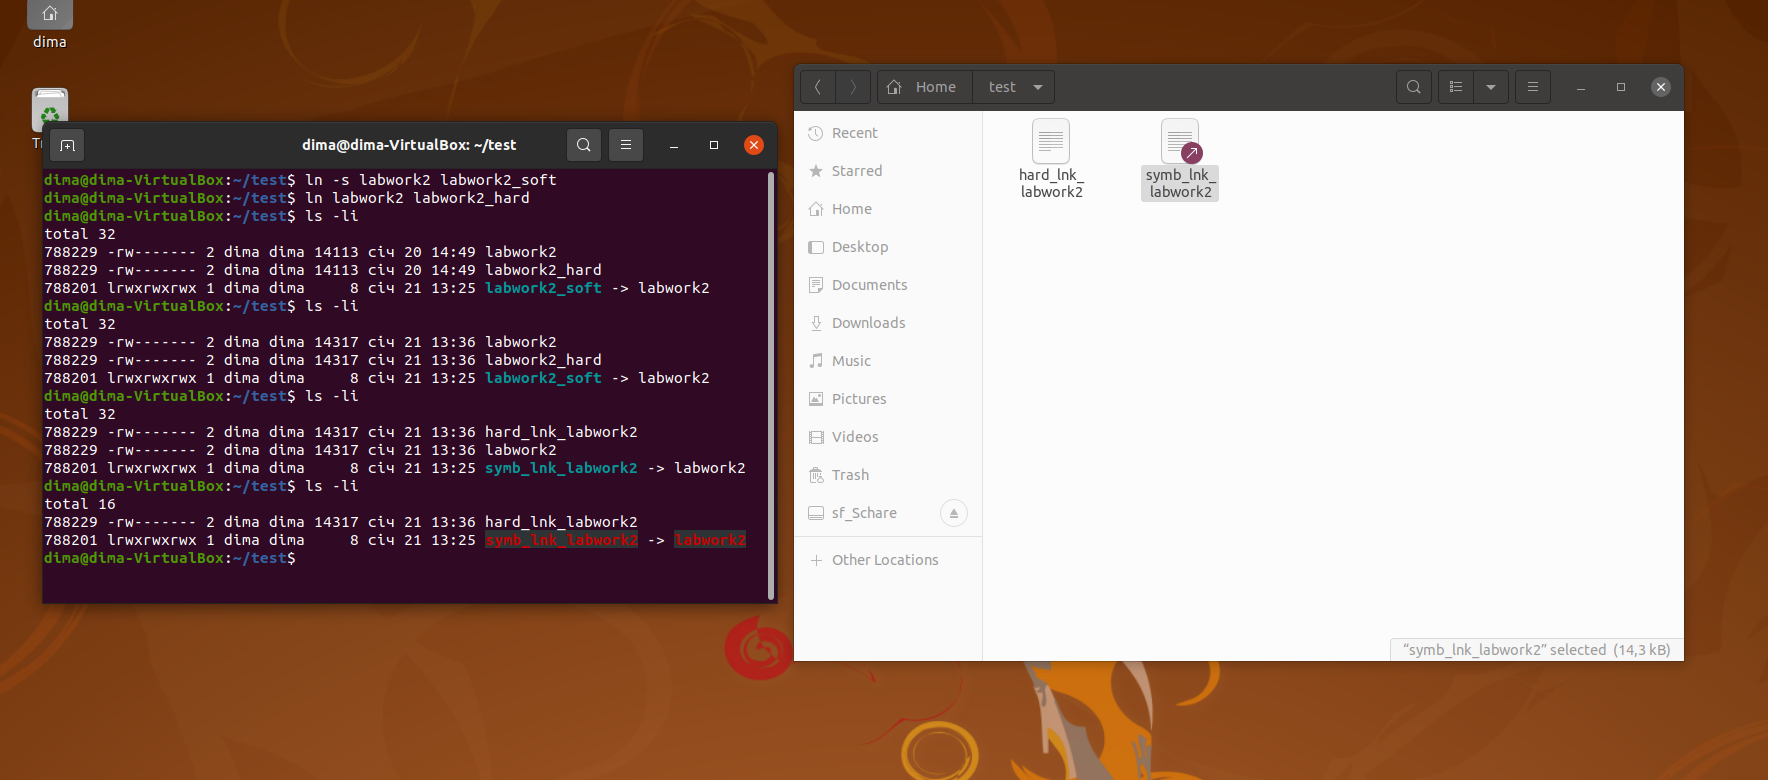 dima
T
dima@dima-VirtualBox: ~/test
dima@dima-VirtualBox:~/test$ ln -s labwork2 labwork2_soft
dima@dima-VirtualBox:~/test$ ln labwork2 labwork2_hard
dima@dima-VirtualBox:~/test$ ls -li
total 32
788229 -rw------- 2 dima dima 14113 січ 20 14:49 labwork2
788229 -rw------- 2 dima dima 14113 січ 20 14:49 labwork2_hard
788201 lrwxrwxrwx 1 dima dima     8 січ 21 13:25 labwork2_soft -> labwork2
dima@dima-VirtualBox:~/test$ ls -li
total 32
788229 -rw------- 2 dima dima 14317 січ 21 13:36 labwork2
788229 -rw------- 2 dima dima 14317 січ 21 13:36 labwork2_hard
788201 lrwxrwxrwx 1 dima dima     8 січ 21 13:25 labwork2_soft -> labwork2
dima@dima-VirtualBox:~/test$ ls -li
total 32
788229 -rw------- 2 dima dima 14317 січ 21 13:36 hard_lnk_labwork2
788229 -rw------- 2 dima dima 14317 січ 21 13:36 labwork2
788201 lrwxrwxrwx 1 dima dima     8 січ 21 13:25 symb_lnk_labwork2 -> labwork2
dima@dima-VirtualBox:~/test$ ls -li
total 16
788229 -rw------- 2 dima dima 14317 січ 21 13:36 hard_lnk_labwork2
788201 lrwxrwxrwx 1 dima dima     8 січ 21 13:25 symb_lnk_labwork2 -> labwork2
dima@dima-VirtualBox:~/test$
Home test
Recent
Starred
Home
Desktop
Documents
Downloads
Music
Pictures
Videos
Trash
sf_Schare
Other Locations
hard_lnk_
labwork2
symb_lnk_
labwork2
“symb_lnk_labwork2” selected (14,3 kB)